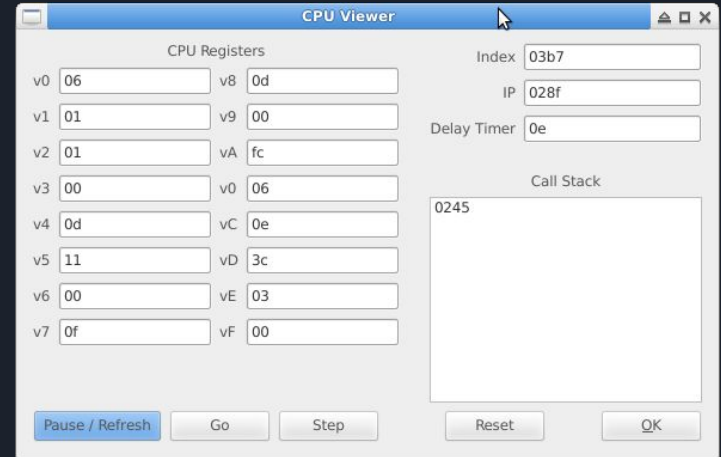 CPU Viewer
CPU Registers
v0 06 v8 0d
v1 01 v9 00
v2 01 vA fc
v3 00 v0 06
v4 0d vC 0e
v5 11 vD 3c
v6 00 vE 03
v7 0f vF 00
Index 03b7
IP 028f
Delay Timer 0e
Call Stack
0245
Pause / Refresh Go Step Reset OK